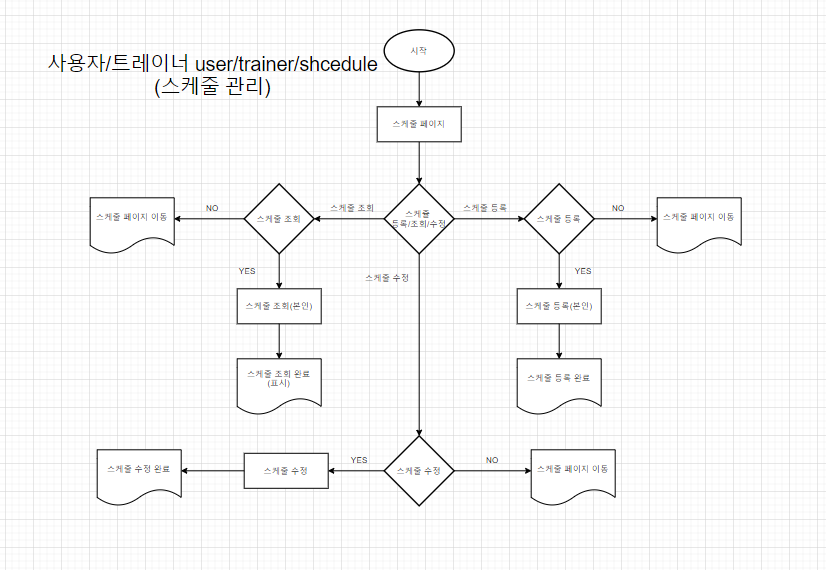 시작
사용자/트레이너 user/trainer/shcedule
(스케줄 관리)
스케줄 페이지
스케줄 페이지 이동
NO
스케줄 조회
스케줄 조회
스케줄
등록/조회/수정
스케줄 등록
스케줄 등록
NO
스케줄 페이지 이동
YES
스케줄 수정
YES
스케줄 조회(본인)
스케줄 등록(본인)
스케줄 조회 완료
(표시)
스케줄 등록 완료
스케줄 수정 완료
스케줄 수정
YES
스케줄 수정
NO
스케줄 페이지 이동